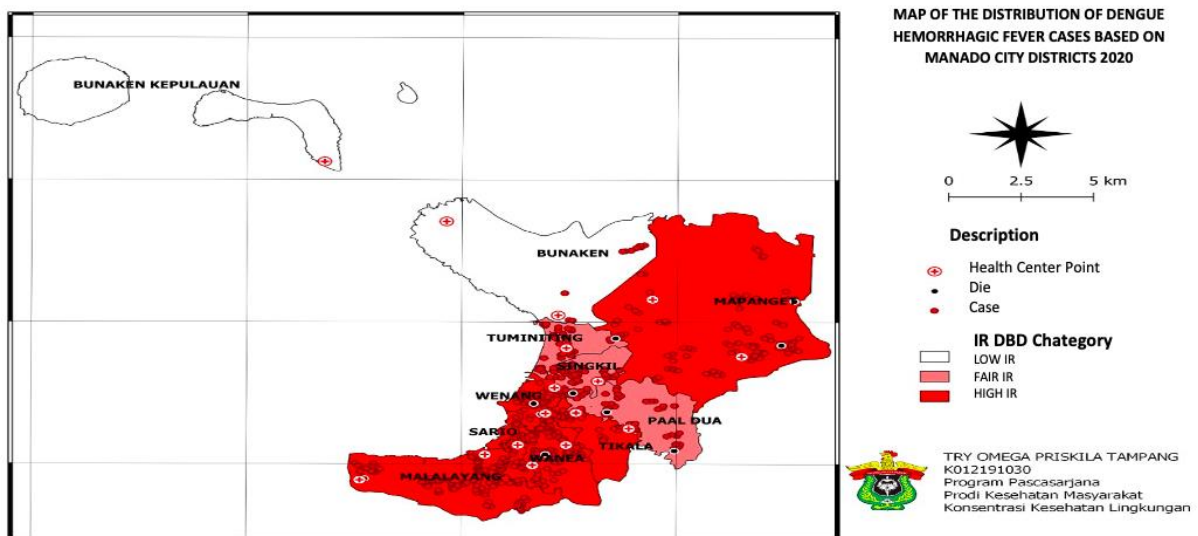 MAP OF THE DISTRIBUTION OF DENGUE
HEMORRHAGIC FEVER CASES BASED ON
MANADO CITY DISTRICTS 2020
BUNAKEN KEPULAUAN
BUNAKEN
MAPANGET
TUMINITING
SINGKIL
WENANG
PAAL DUA
SARIO
TIKALA
WANEA
MALALAYANG
0 2.5 5 km
Description
Health Center Point
Die
Case
IR DBD Chategory
LOW IR
FAIR IR
HIGH IR
TRY OMEGA PRISKILA TAMPANG
K012191030
Program Pascasarjana
Prodi Kesehatan Masyarakat
Konsentrasi Kesehatan Lingkungan